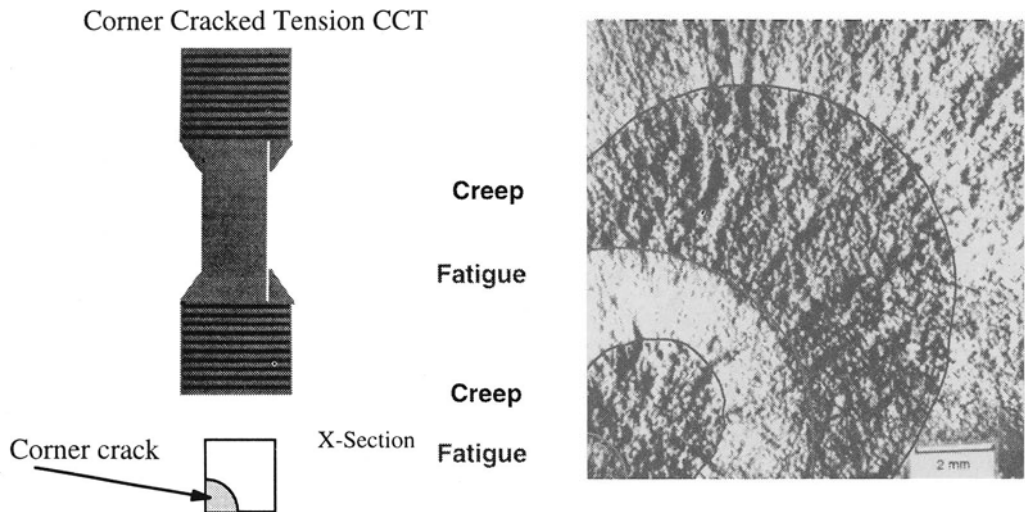 Corner Cracked Tension CCT
Creep
Fatigue
Creep
X-Section
Fatigue
Corner crack
2 mm